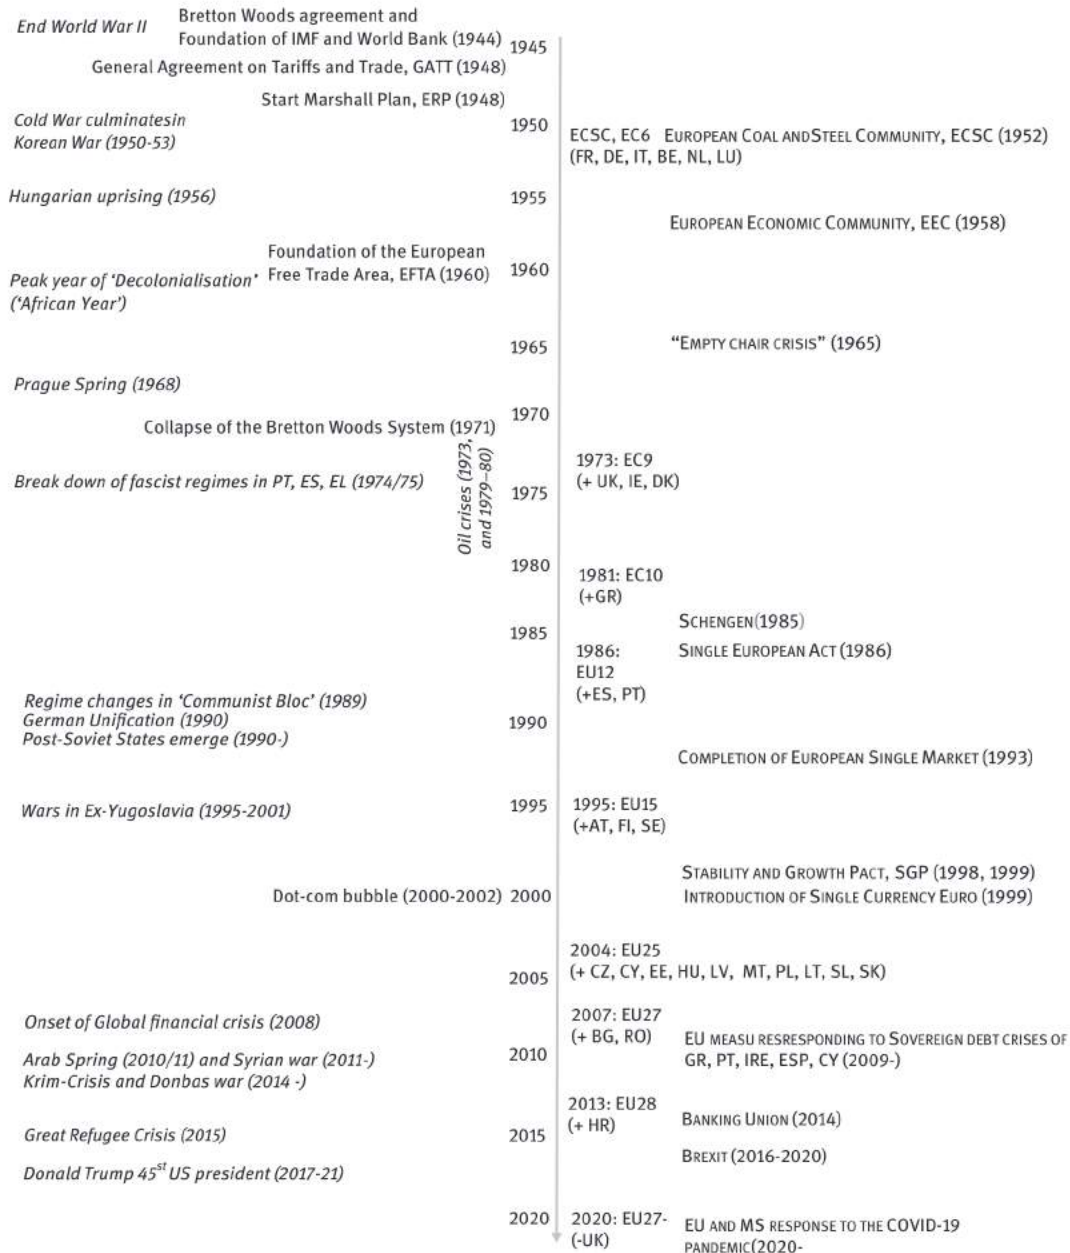 End World War II
Bretton Woods agreement and
Foundation of IMF and World Bank (1944)
1945
General Agreement on Tariffs and Trade, GATT (1948)
Start Marshall Plan, ERP (1948)
Cold War culminatesin
Korean War (1950-53)
1950
ECSC, EC6 EUROPEAN COAL ANDSTEEL COMMUNITY, ECSC (1952)
(FR, DE, IT, BE, NL, LU)
Hungarian uprising (1956)
1955
EUROPEAN ECONOMIC COMMUNITY, EEC (1958)
Foundation of the European
Free Trade Area, EFTA (1960)
1960
Peak year of ‘Decolonialisation’
(‘African Year’)
1965
“EMPTY CHAIR CRISIS” (1965)
Prague Spring (1968)
1970
Collapse of the Bretton Woods System (1971)
Oil crises (1973,
and 1979–80)
1973: EC9
(+ UK, IE, DK)
Break down of fascist regimes in PT, ES, EL (1974/75)
1975
1980
1981: EC10
(+GR)
SCHENGEN(1985)
1985
1986:
EU12
(+ES, PT)
SINGLE EUROPEAN ACT (1986)
Regime changes in ‘Communist Bloc’ (1989)
German Unification (1990)
Post-Soviet States emerge (1990-)
1990
COMPLETION OF EUROPEAN SINGLE MARKET (1993)
Wars in Ex-Yugoslavia (1995-2001)
1995
1995: EU15
(+AT, FI, SE)
STABILITY AND GROWTH PACT, SGP (1998, 1999)
INTRODUCTION OF SINGLE CURRENCY EURO (1999)
Dot-com bubble (2000-2002)
2000
2004: EU25
(+ CZ, CY, EE, HU, LV, MT, PL, LT, SL, SK)
2005
Onset of Global financial crisis (2008)
2007: EU27
(+ BG, RO)
EU MEASU RESRESPONDING TO SOVEREIGN DEBT CRISES OF
GR, PT, IRE, ESP, CY (2009-)
Arab Spring (2010/11) and Syrian war (2011-)
Krim-Crisis and Donbas war (2014 -)
2010
2013: EU28
(+ HR)
BANKING UNION (2014)
Great Refugee Crisis (2015)
2015
BREXIT (2016-2020)
Donald Trump 45st US president (2017-21)
2020
2020: EU27-
(-UK)
EU AND MS RESPONSE TO THE COVID-19
PANDEMIC(2020-